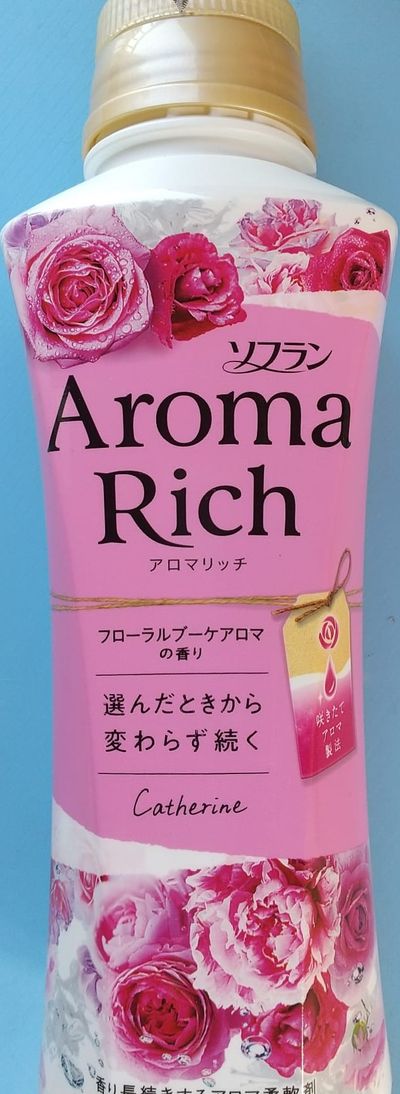 ソフラン
Aroma
Rich
アロマリッチ
フローラルブーケアロマ
の香り
選んだときから
変わらず続く
咲きたて
アロマ
製法
Catherine
香り長続きするアロマ柔軟剤